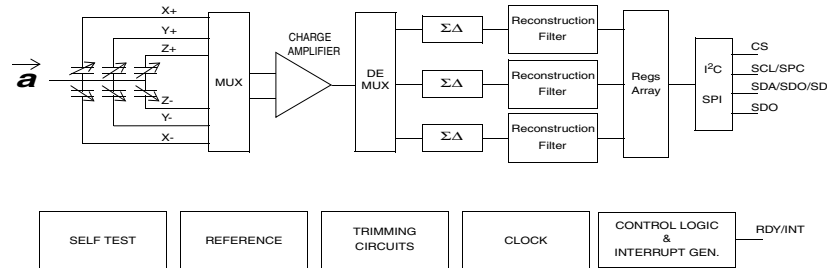 X+
Y+
Z+
a
Z-
Y-
X-
MUX
CHARGE
AMPLIFIER
DE
MUX
ΣΔ
ΣΔ
ΣΔ
Reconstruction
Filter
Reconstruction
Filter
Reconstruction
Filter
Regs
Array
I²C
SPI
CS
SCL/SPC
SDA/SDO/SD
SDO
SELF TEST
REFERENCE
TRIMMING
CIRCUITS
CLOCK
CONTROL LOGIC
&
INTERRUPT GEN.
RDY/INT